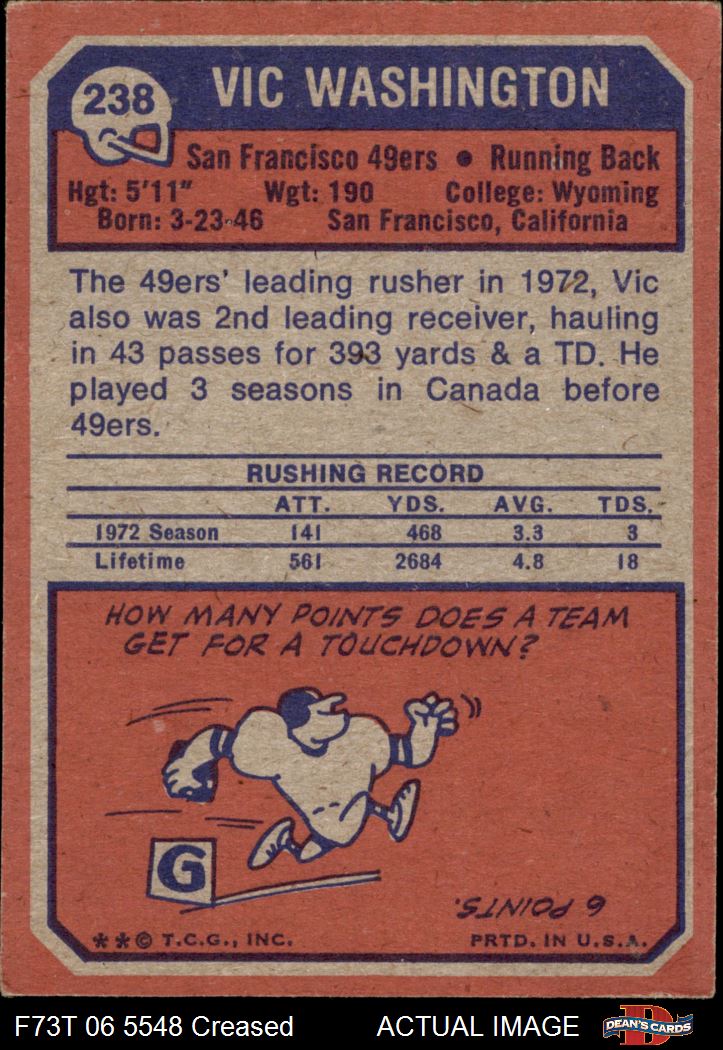 238
VIC WASHINGTON
San Francisco 49ers • Running Back
Hgt: 5'11" Wgt: 190 College: Wyoming
Born: 3-23-46 San Francisco, California
The 49ers' leading rusher in 1972, Vic
also was 2nd leading receiver, hauling
in 43 passes for 393 yards & a TD. He
played 3 seasons in Canada before
49ers.
RUSHING RECORD
ATT. YDS. AVG. TDS.
1972 Season 141 468 3.3 3
Lifetime 561 2684 4.8 18
HOW MANY POINTS DOES A TEAM
GET FOR A TOUCHDOWN?
G
6 POINTS.
**© T.C.G., INC. PRTD. IN U.S.A.
F73T 06 5548 Creased ACTUAL IMAGE D DEAN'S CARDS